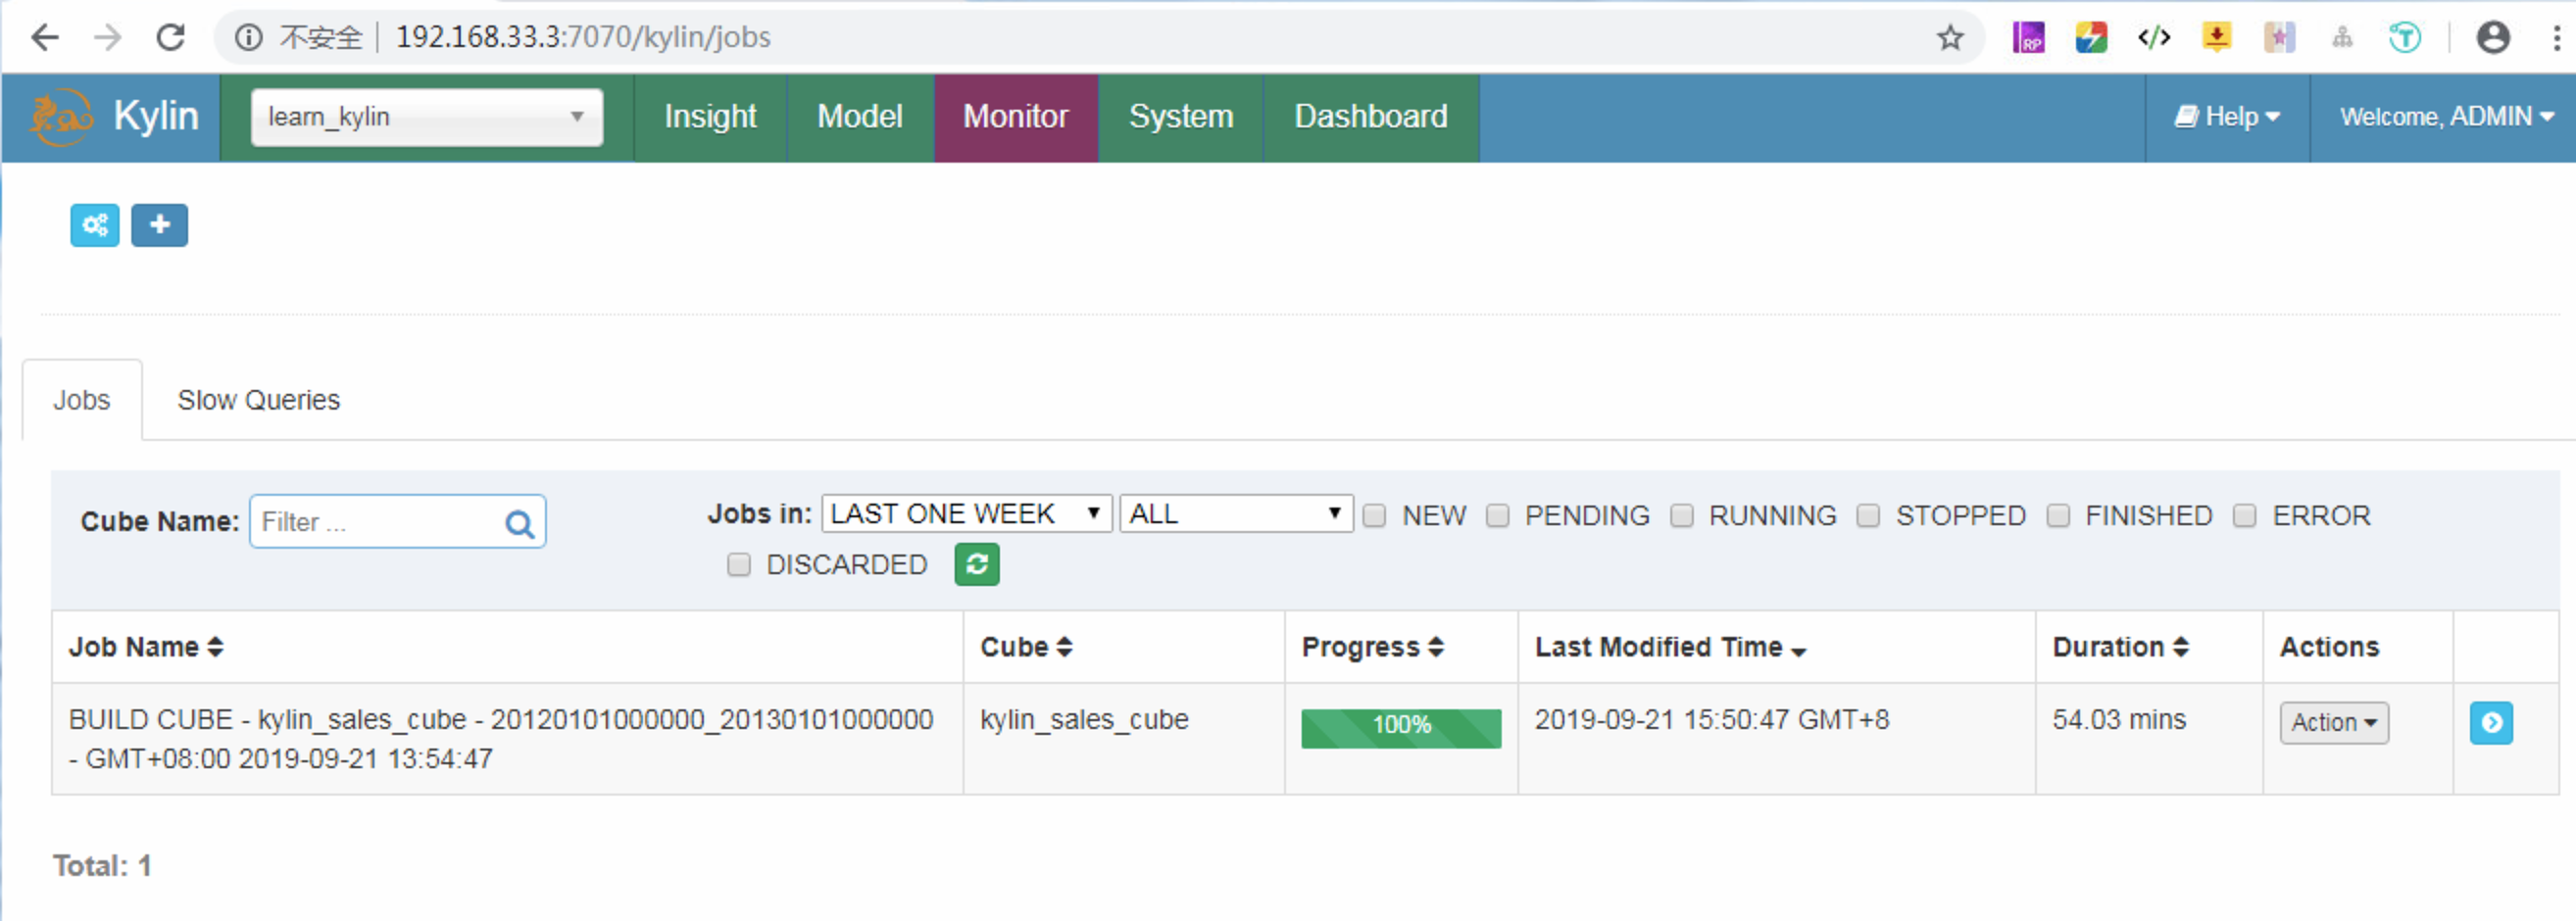 不安全 192.168.33.3:7070/kylin/jobs
Kylin learn_kylin Insight Model Monitor System Dashboard Help Welcome, ADMIN
Jobs Slow Queries
Cube Name: Filter ... Jobs in: LAST ONE WEEK ALL NEW PENDING RUNNING STOPPED FINISHED ERROR
DISCARDED
Job Name Cube Progress Last Modified Time Duration Actions
BUILD CUBE - kylin_sales_cube - 20120101000000_20130101000000 kylin_sales_cube 100% 2019-09-21 15:50:47 GMT+8 54.03 mins Action
- GMT+08:00 2019-09-21 13:54:47
Total: 1